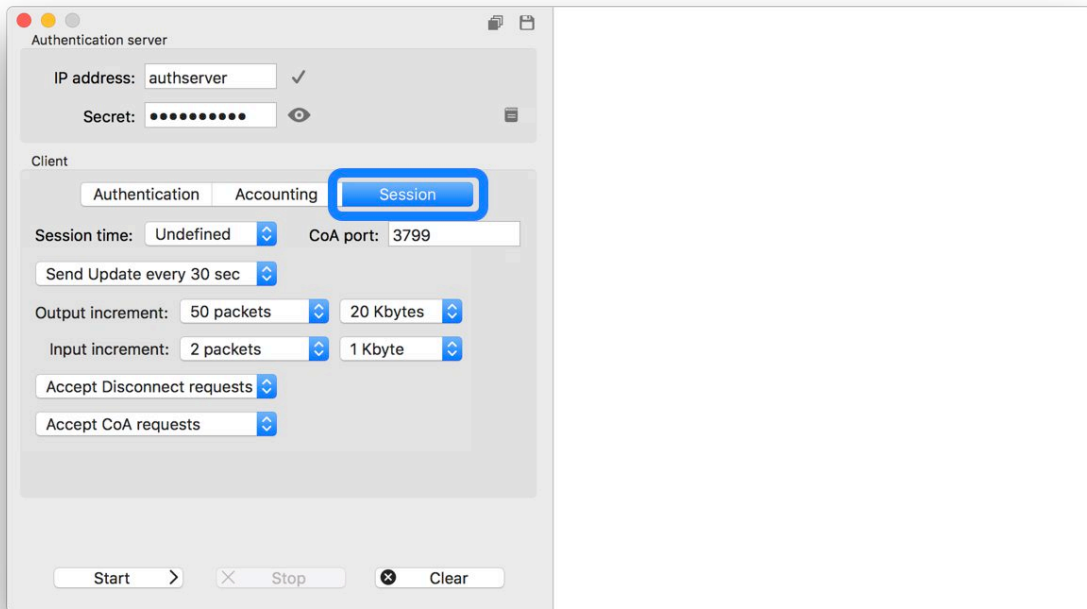 Authentication server
IP address: authserver
Secret: ●●●●●●●●●●
Client
Authentication Accounting Session
Session time: Undefined CoA port: 3799
Send Update every 30 sec
Output increment: 50 packets 20 Kbytes
Input increment: 2 packets 1 Kbyte
Accept Disconnect requests
Accept CoA requests
Start Stop Clear